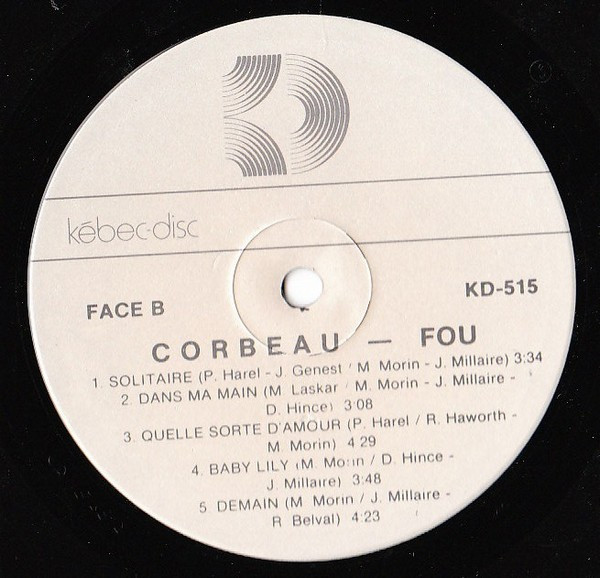 kébec-disc
FACE B
KD-515
CORBEAU — FOU
1. SOLITAIRE (P. Harel - J. Genest / M Morin - J. Millaire) 3:34
2. DANS MA MAIN (M Laskar / M. Morin - J. Millaire -
D. Hince) 3:08
3. QUELLE SORTE D'AMOUR (P. Harel / R. Haworth -
M. Morin) 4 29
4. BABY LILY (M. Morin / D. Hince -
J. Millaire) 3:48
5 DEMAIN (M Morin / J. Millaire -
R Belval) 4:23